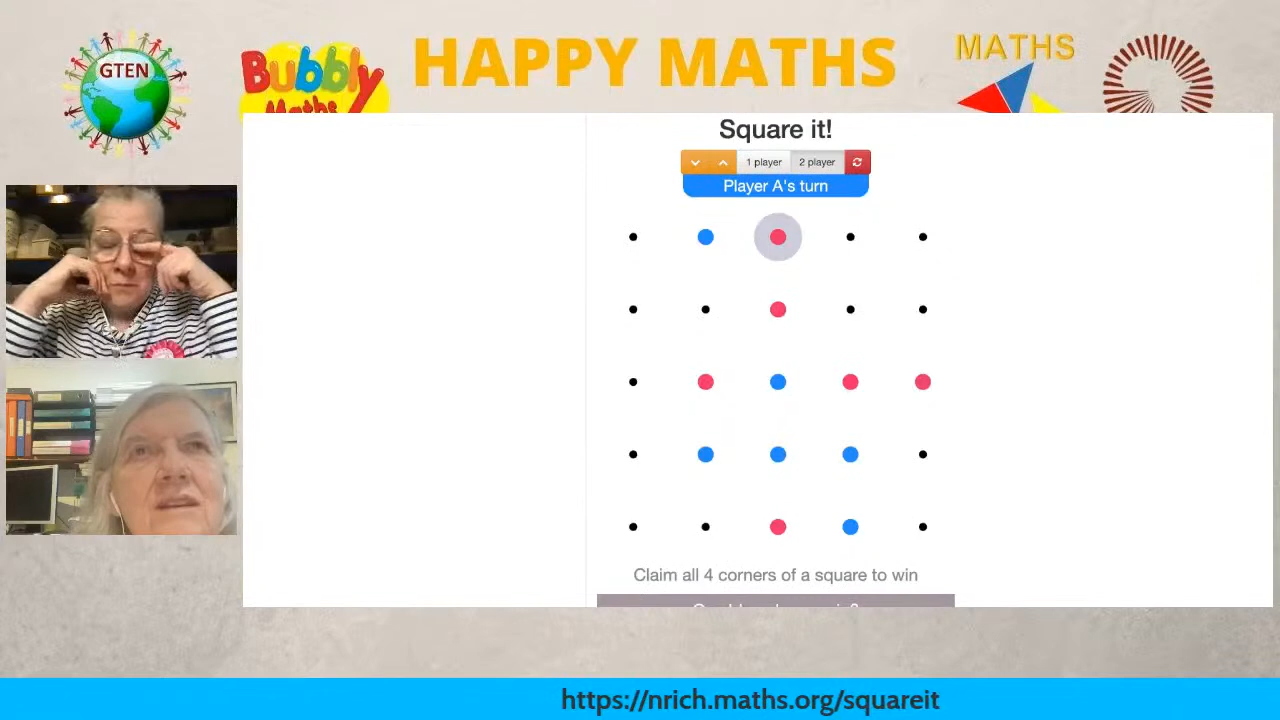 GTEN
Bubbly
Maths
HAPPY MATHS
MATHS
Square it!
1 player
2 player
Player A's turn
Claim all 4 corners of a square to win
https://nrich.maths.org/squareit